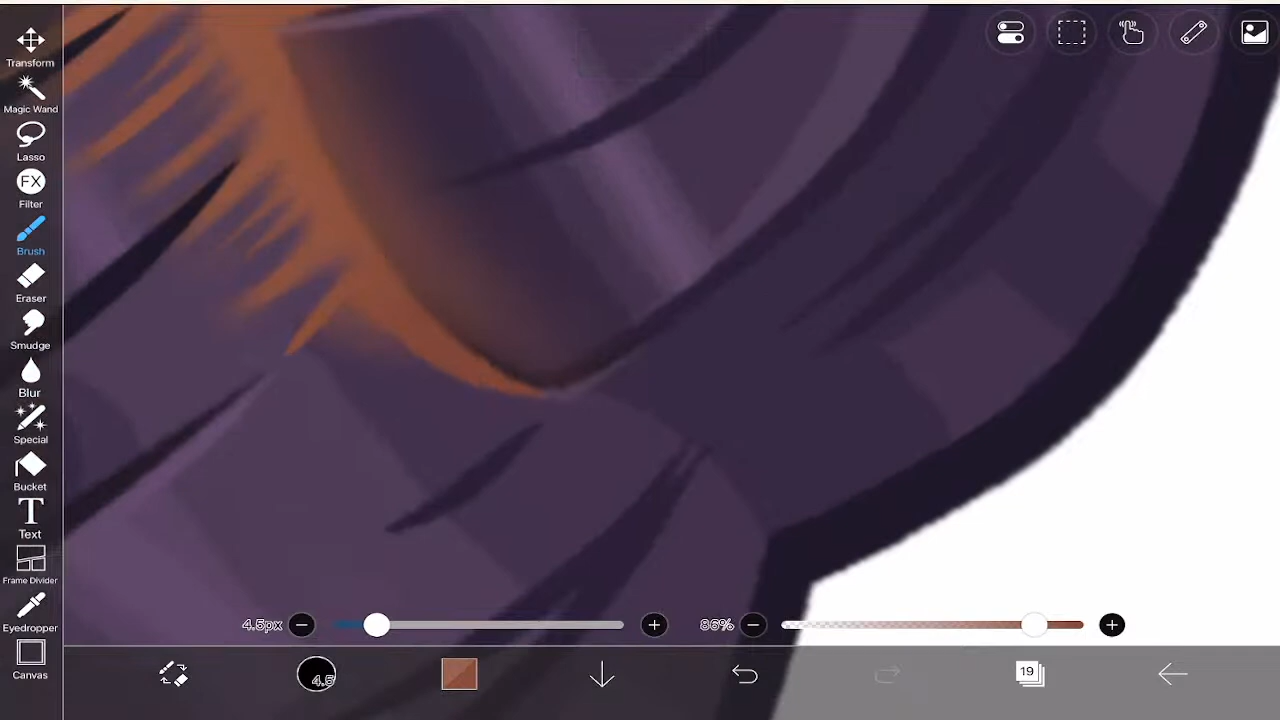 Transform
Magic Wand
Lasso
FX
Filter
Brush
Eraser
Smudge
Blur
Special
Bucket
T
Text
Frame Divider
Eyedropper
Canvas
4.5px
86%
4.5
19